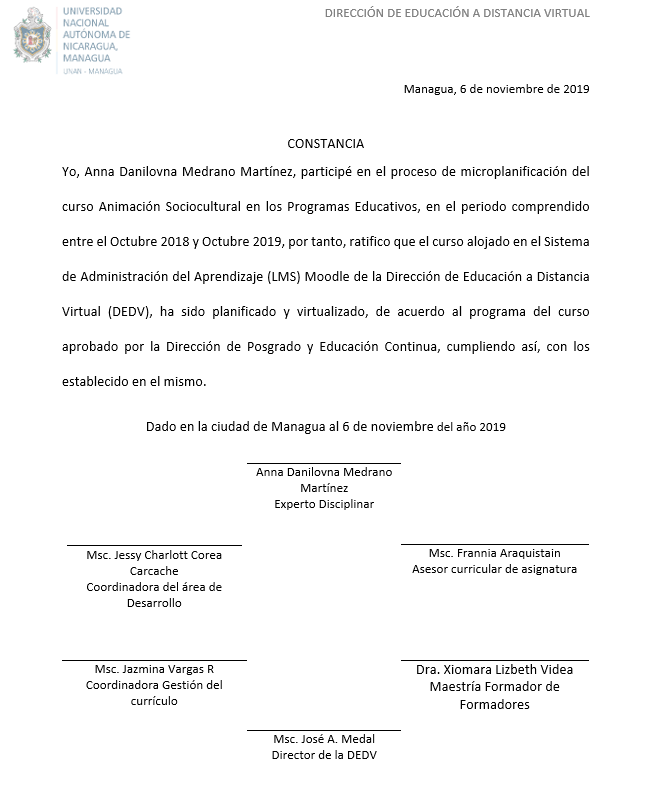 UNIVERSIDAD
NACIONAL
AUTÓNOMA DE
NICARAGUA,
MANAGUA
UNAN - MANAGUA
DIRECCIÓN DE EDUCACIÓN A DISTANCIA VIRTUAL
Managua, 6 de noviembre de 2019
CONSTANCIA
Yo, Anna Danilovna Medrano Martínez, participé en el proceso de microplanificación del
curso Animación Sociocultural en los Programas Educativos, en el periodo comprendido
entre el Octubre 2018 y Octubre 2019, por tanto, ratifico que el curso alojado en el Sistema
de Administración del Aprendizaje (LMS) Moodle de la Dirección de Educación a Distancia
Virtual (DEDV), ha sido planificado y virtualizado, de acuerdo al programa del curso
aprobado por la Dirección de Posgrado y Educación Continua, cumpliendo así, con los
establecido en el mismo.
Dado en la ciudad de Managua al 6 de noviembre del año 2019
Anna Danilovna Medrano
Martínez
Experto Disciplinar
Msc. Jessy Charlott Corea
Carcache
Coordinadora del área de
Desarrollo
Msc. Frannia Araquistain
Asesor curricular de asignatura
Msc. Jazmina Vargas R
Coordinadora Gestión del
currículo
Dra. Xiomara Lizbeth Videa
Maestría Formador de
Formadores
Msc. José A. Medal
Director de la DEDV